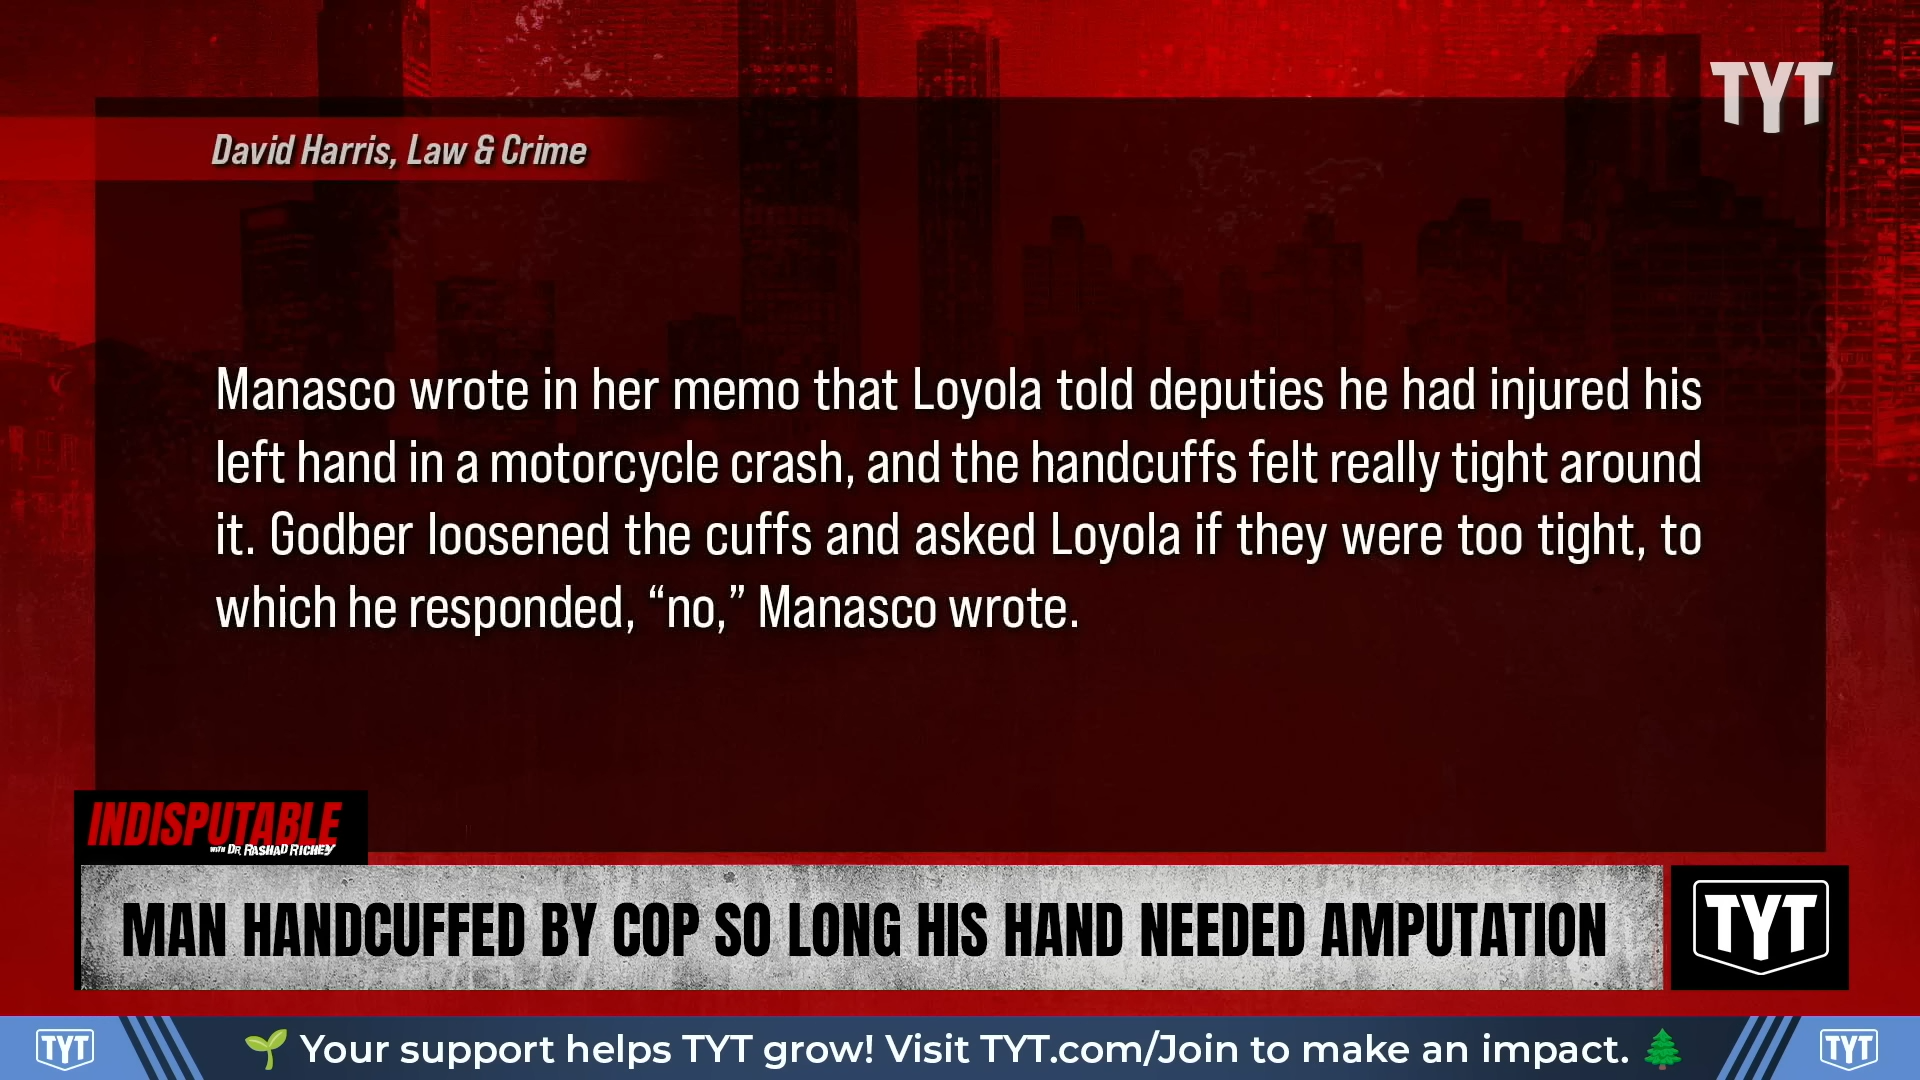 TYT
David Harris, Law & Crime
Manasco wrote in her memo that Loyola told deputies he had injured his
left hand in a motorcycle crash, and the handcuffs felt really tight around
it. Godber loosened the cuffs and asked Loyola if they were too tight, to
which he responded, “no,” Manasco wrote.
INDISPUTABLE
WITH DR RASHAD RICHEY
MAN HANDCUFFED BY COP SO LONG HIS HAND NEEDED AMPUTATION
TYT
TYT
Your support helps TYT grow! Visit TYT.com/Join to make an impact.
TYT